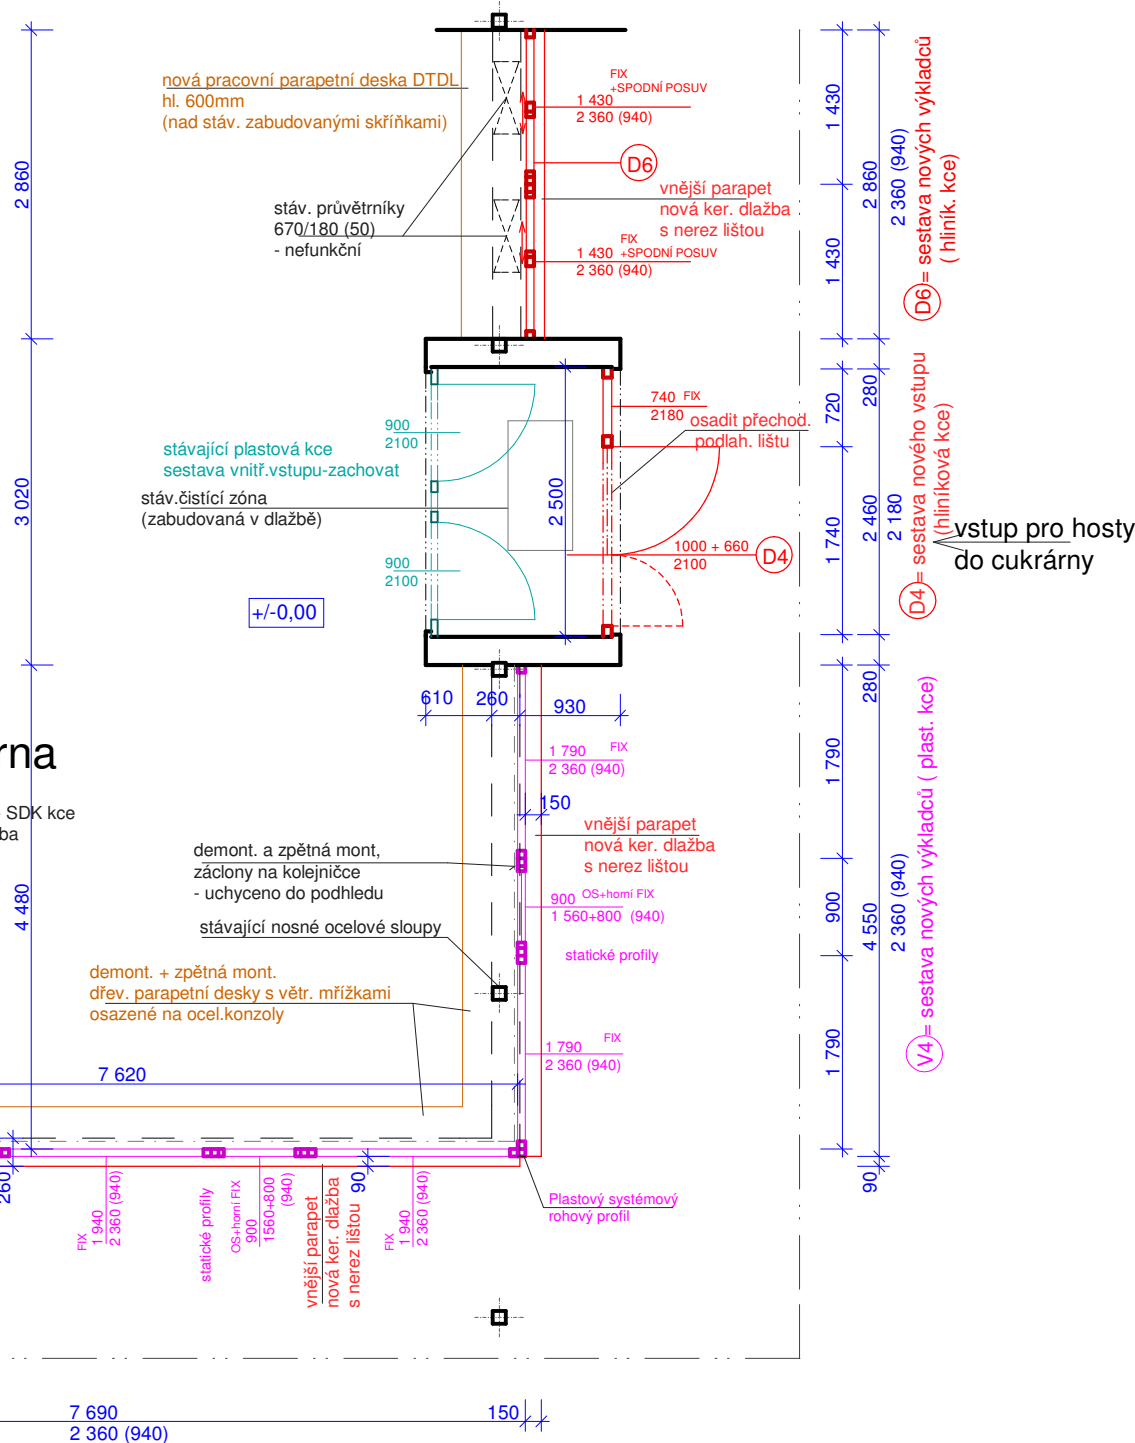 nová pracovní parapetní deska DTDL
hl. 600mm
(nad stáv. zabudovanými skříňkami)
stáv. průvětrníky
670/180 (50)
- nefunkční
FIX
+SPODNÍ POSUV
1 430
2 360 (940)
D6
vnější parapet
nová ker. dlažba
s nerez lištou
FIX
1 430 +SPODNÍ POSUV
2 360 (940)
2 860
3 020
4 480
1 430
1 430
2 860
2 360 (940)
D6 = sestava nových výkladců
( hliník. kce)
900
2100
stávající plastová kce
sestava vnitř.vstupu-zachovat
stáv.čistící zóna
(zabudovaná v dlažbě)
900
2100
+/-0,00
2 500
740 FIX
2180
osadit přechod.
podlah. lištu
1000 + 660
2100
D4
720
1 740
280
2 460
2 180
280
D4 = sestava nového vstupu
(hliníková kce)
vstup pro hosty
do cukrárny
610
260
930
rna
SDK kce
ba
1 790 FIX
2 360 (940)
150
vnější parapet
nová ker. dlažba
s nerez lištou
demont. a zpětná mont,
záclony na kolejničce
- uchyceno do podhledu
900 OS+horní FIX
1 560+800 (940)
stávající nosné ocelové sloupy
statické profily
demont. + zpětná mont.
dřev. parapetní desky s větr. mřížkami
osazené na ocel.konzoly
1 790 FIX
2 360 (940)
1 790
900
1 790
4 550
2 360 (940)
90
V4 = sestava nových výkladců ( plast. kce)
7 620
260
FIX
1 940
2 360 (940)
statické profily
OS+horní FIX
900
1560+800
(940)
vnější parapet
nová ker. dlažba
s nerez lištou
90
FIX
1 940
2 360 (940)
Plastový systémový
rohový profil
7 690
2 360 (940)
150